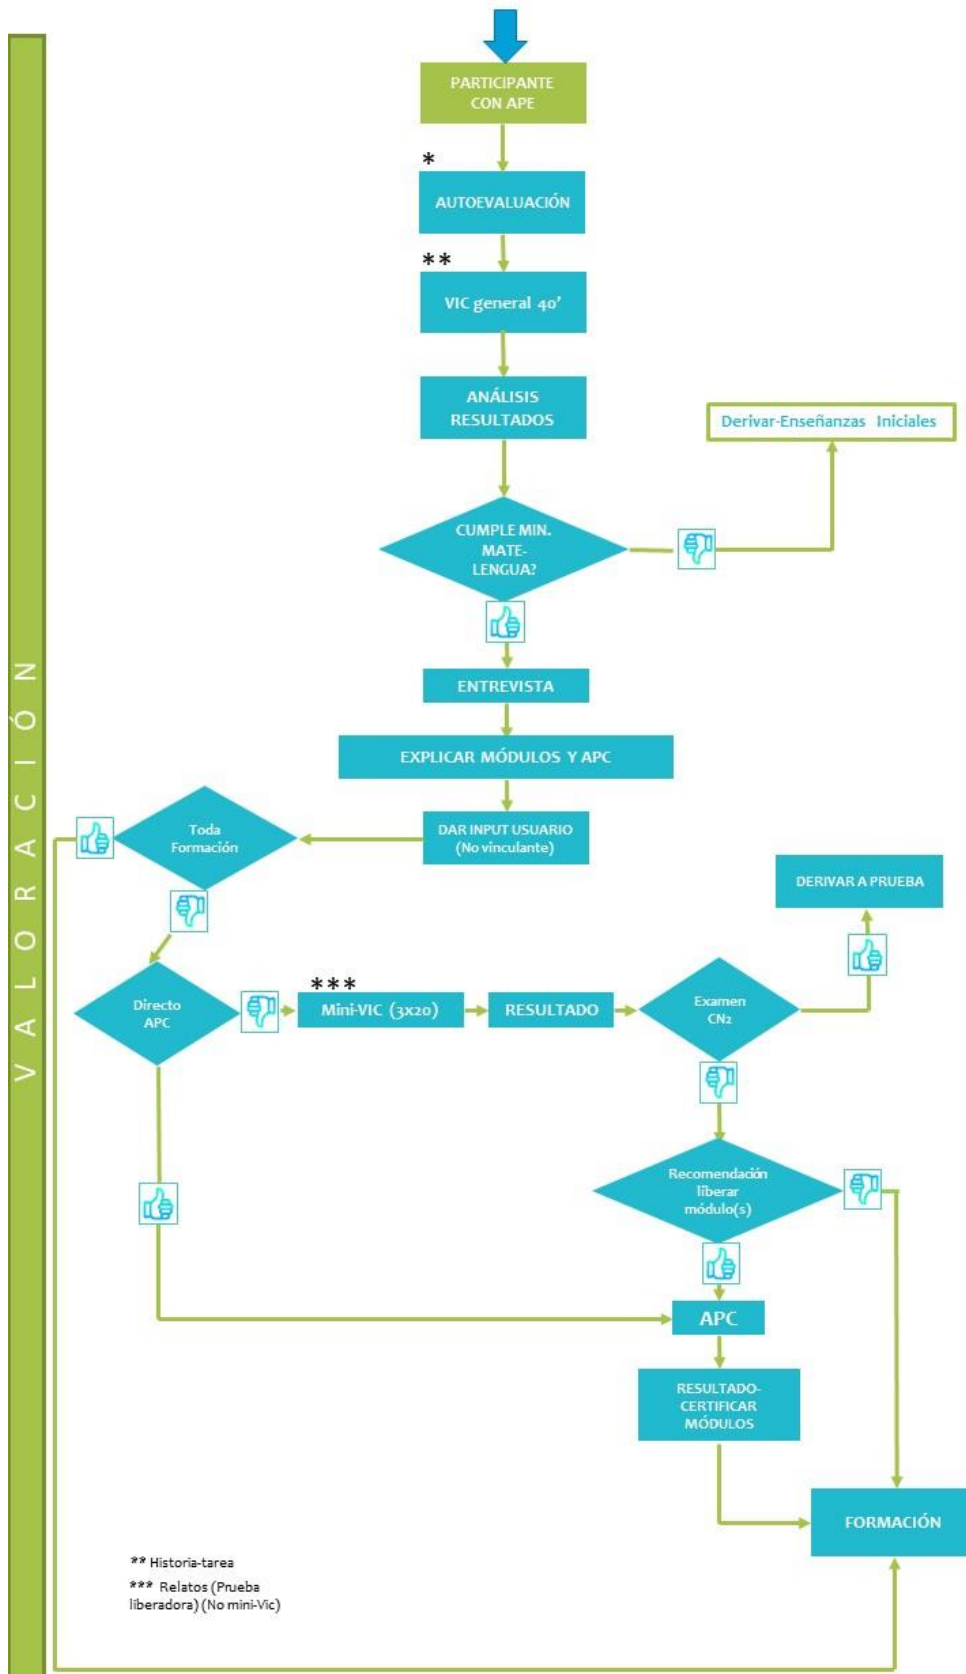 VALORACIÓN
PARTICIPANTE
CON APE
*
AUTOEVALUACIÓN
**
VIC general 40’
ANÁLISIS
RESULTADOS
Derivar-Enseñanzas Iniciales
CUMPLE MIN.
MATE-
LENGUA?
ENTREVISTA
EXPLICAR MÓDULOS Y APC
DAR INPUT USUARIO
(No vinculante)
Toda
Formación
DERIVAR A PRUEBA
Directo
APC
***
Mini-VIC (3x20)
RESULTADO
Examen
CN2
Recomendación
liberar
módulo(s)
APC
RESULTADO-
CERTIFICAR
MÓDULOS
FORMACIÓN
** Historia-tarea
*** Relatos (Prueba
liberadora) (No mini-Vic)